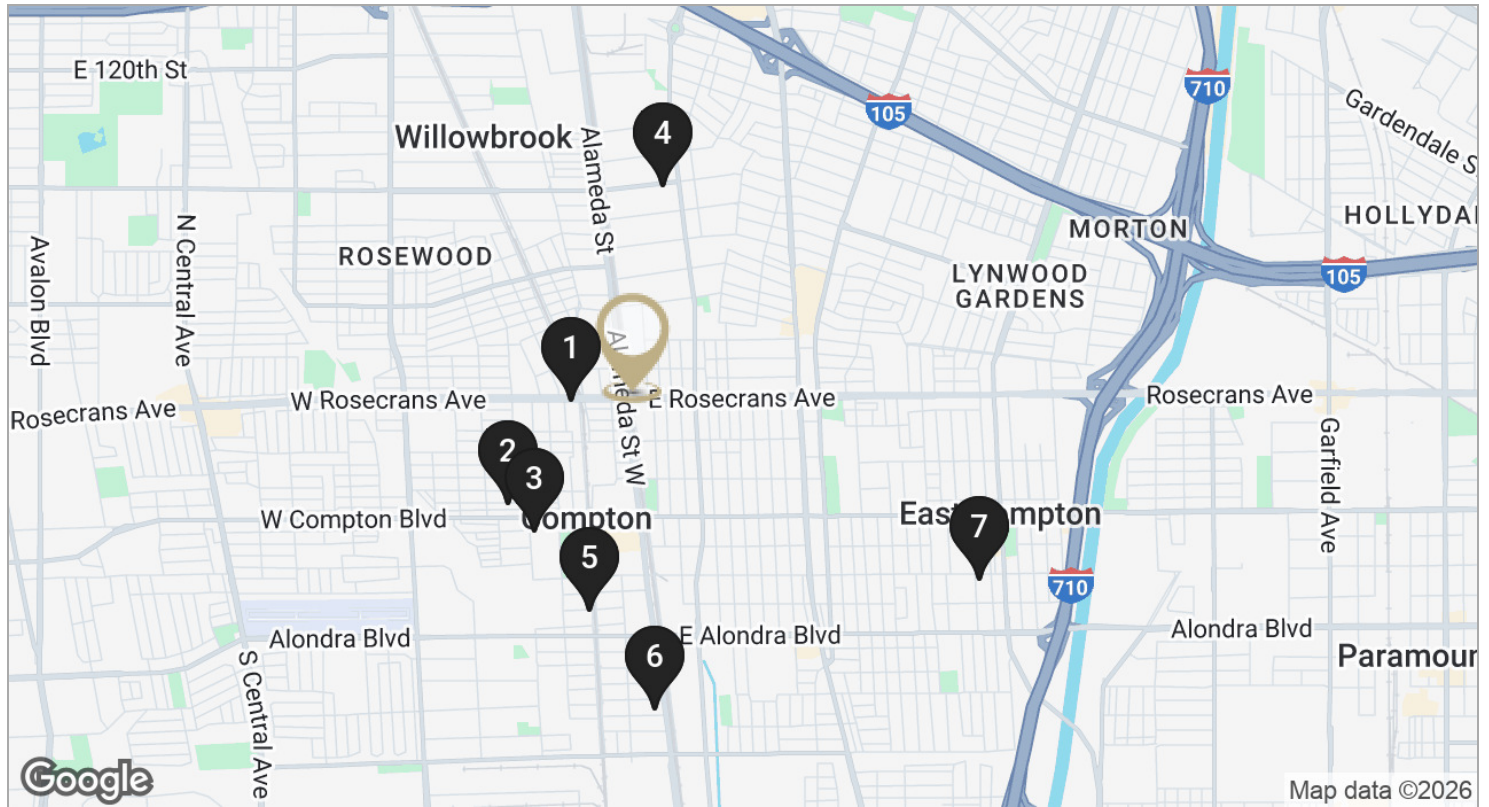 E 120th St
710
105
Gardendale S
Willowbrook
Alameda St
4
N Central Ave
HOLLYDA
MORTON
Avalon Blvd
ROSEWOOD
LYNWOOD
GARDENS
105
1
Alameda St W
Rosecrans Ave
W Rosecrans Ave
E Rosecrans Ave
Rosecrans Ave
Garfield Ave
2
3
W Compton Blvd
Compton
East Compton
7
5
710
Alondra Blvd
E Alondra Blvd
Alondra Blvd
6
Paramoun
S Central Ave
Google
Map data ©2026